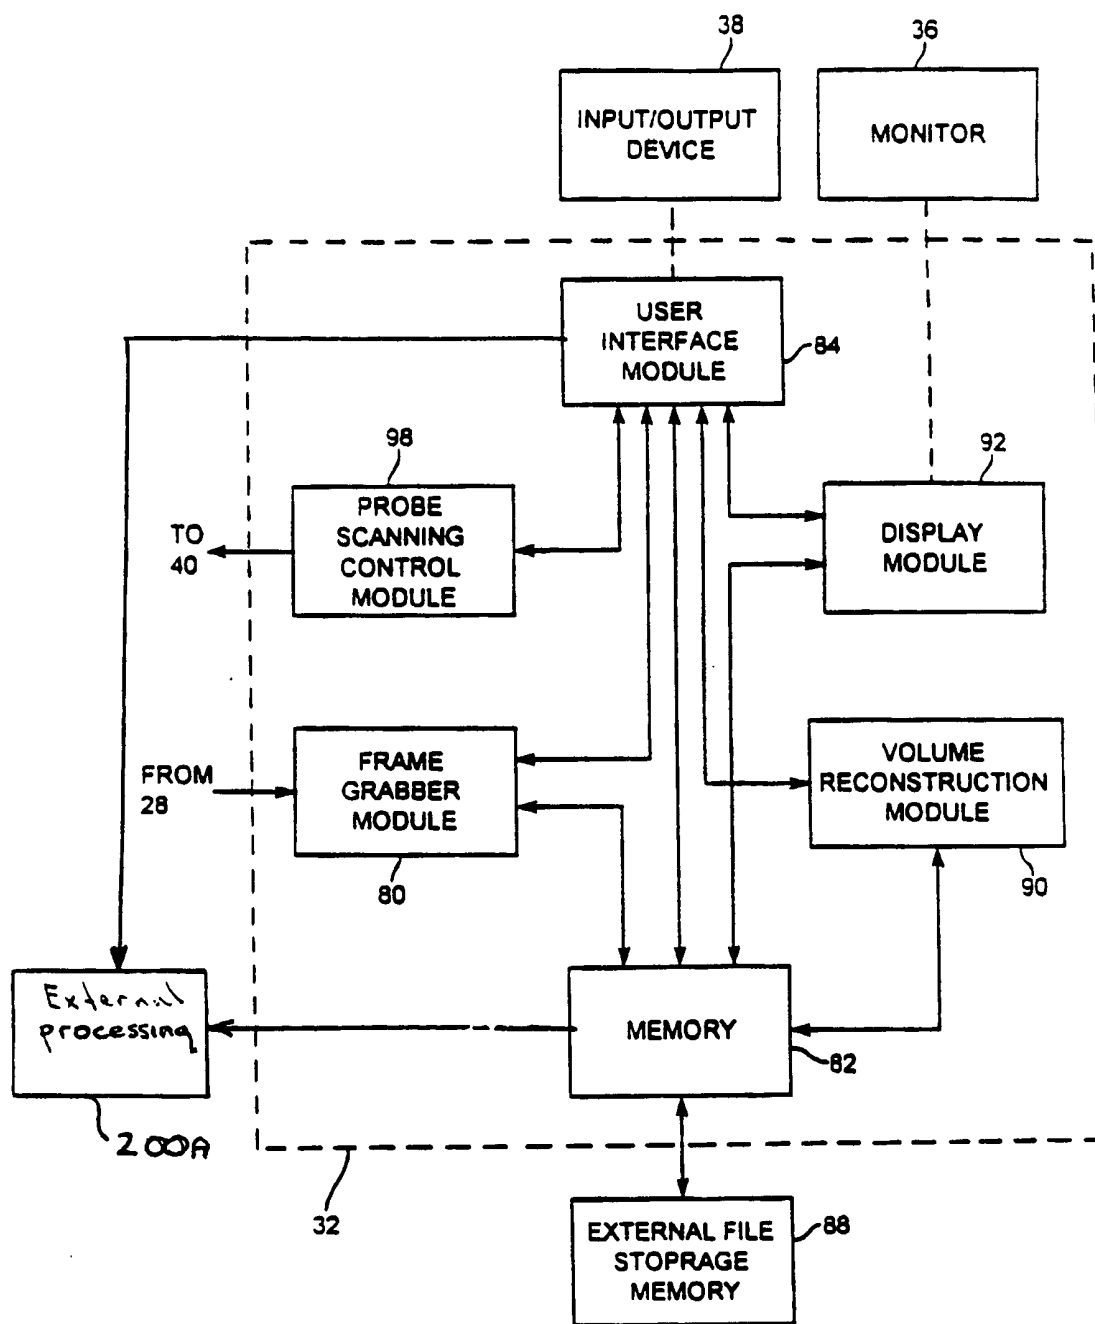 38
36
INPUT/OUTPUT
DEVICE
MONITOR
USER
INTERFACE
MODULE
84
98
92
PROBE
SCANNING
CONTROL
MODULE
TO
40
DISPLAY
MODULE
FRAME
GRABBER
MODULE
FROM
28
VOLUME
RECONSTRUCTION
MODULE
80
90
External
processing
MEMORY
82
200A
32
EXTERNAL FILE
STOPRAGE
MEMORY
88